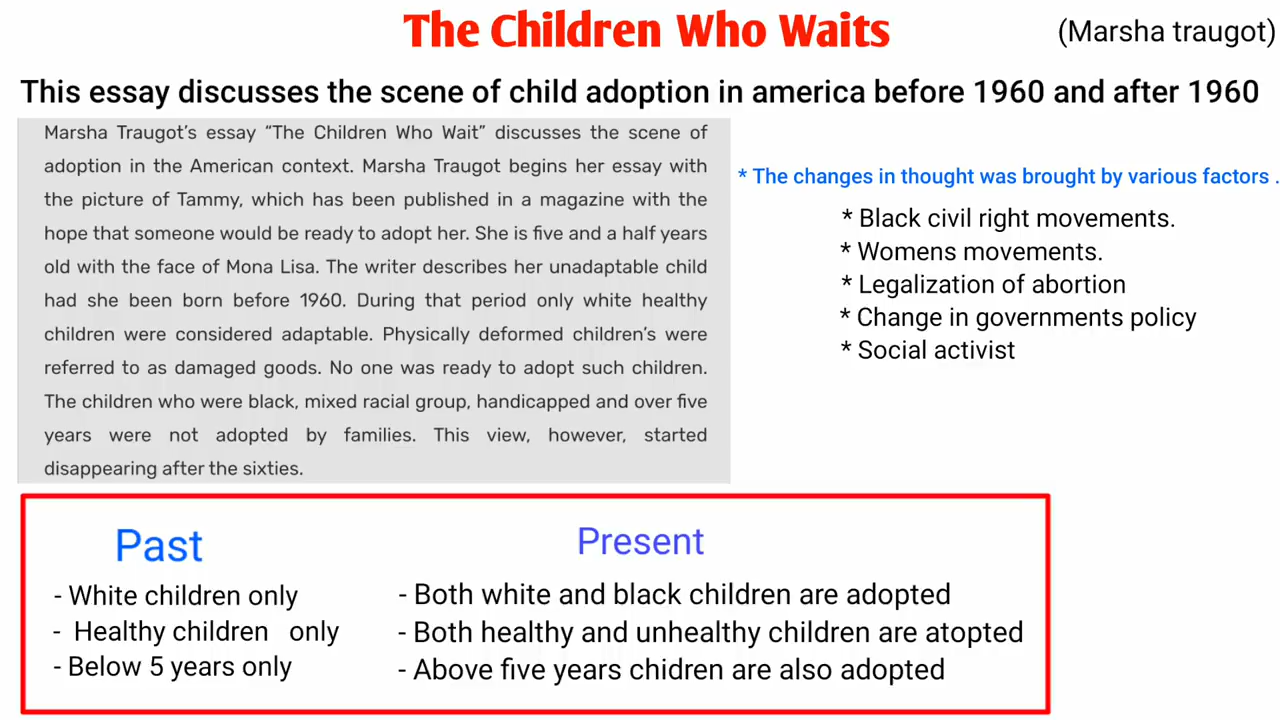 The Children Who Waits
(Marsha traugot)
This essay discusses the scene of child adoption in america before 1960 and after 1960
Marsha Traugot's essay “The Children Who Wait” discusses the scene of
adoption in the American context. Marsha Traugot begins her essay with
the picture of Tammy, which has been published in a magazine with the
hope that someone would be ready to adopt her. She is five and a half years
old with the face of Mona Lisa. The writer describes her unadaptable child
had she been born before 1960. During that period only white healthy
children were considered adaptable. Physically deformed children's were
referred to as damaged goods. No one was ready to adopt such children.
The children who were black, mixed racial group, handicapped and over five
years were not adopted by families. This view, however, started
disappearing after the sixties.
* The changes in thought was brought by various factors .
* Black civil right movements.
* Womens movements.
* Legalization of abortion
* Change in governments policy
* Social activist
Past
- White children only
- Healthy children only
- Below 5 years only
Present
- Both white and black children are adopted
- Both healthy and unhealthy children are atopted
- Above five years chidren are also adopted